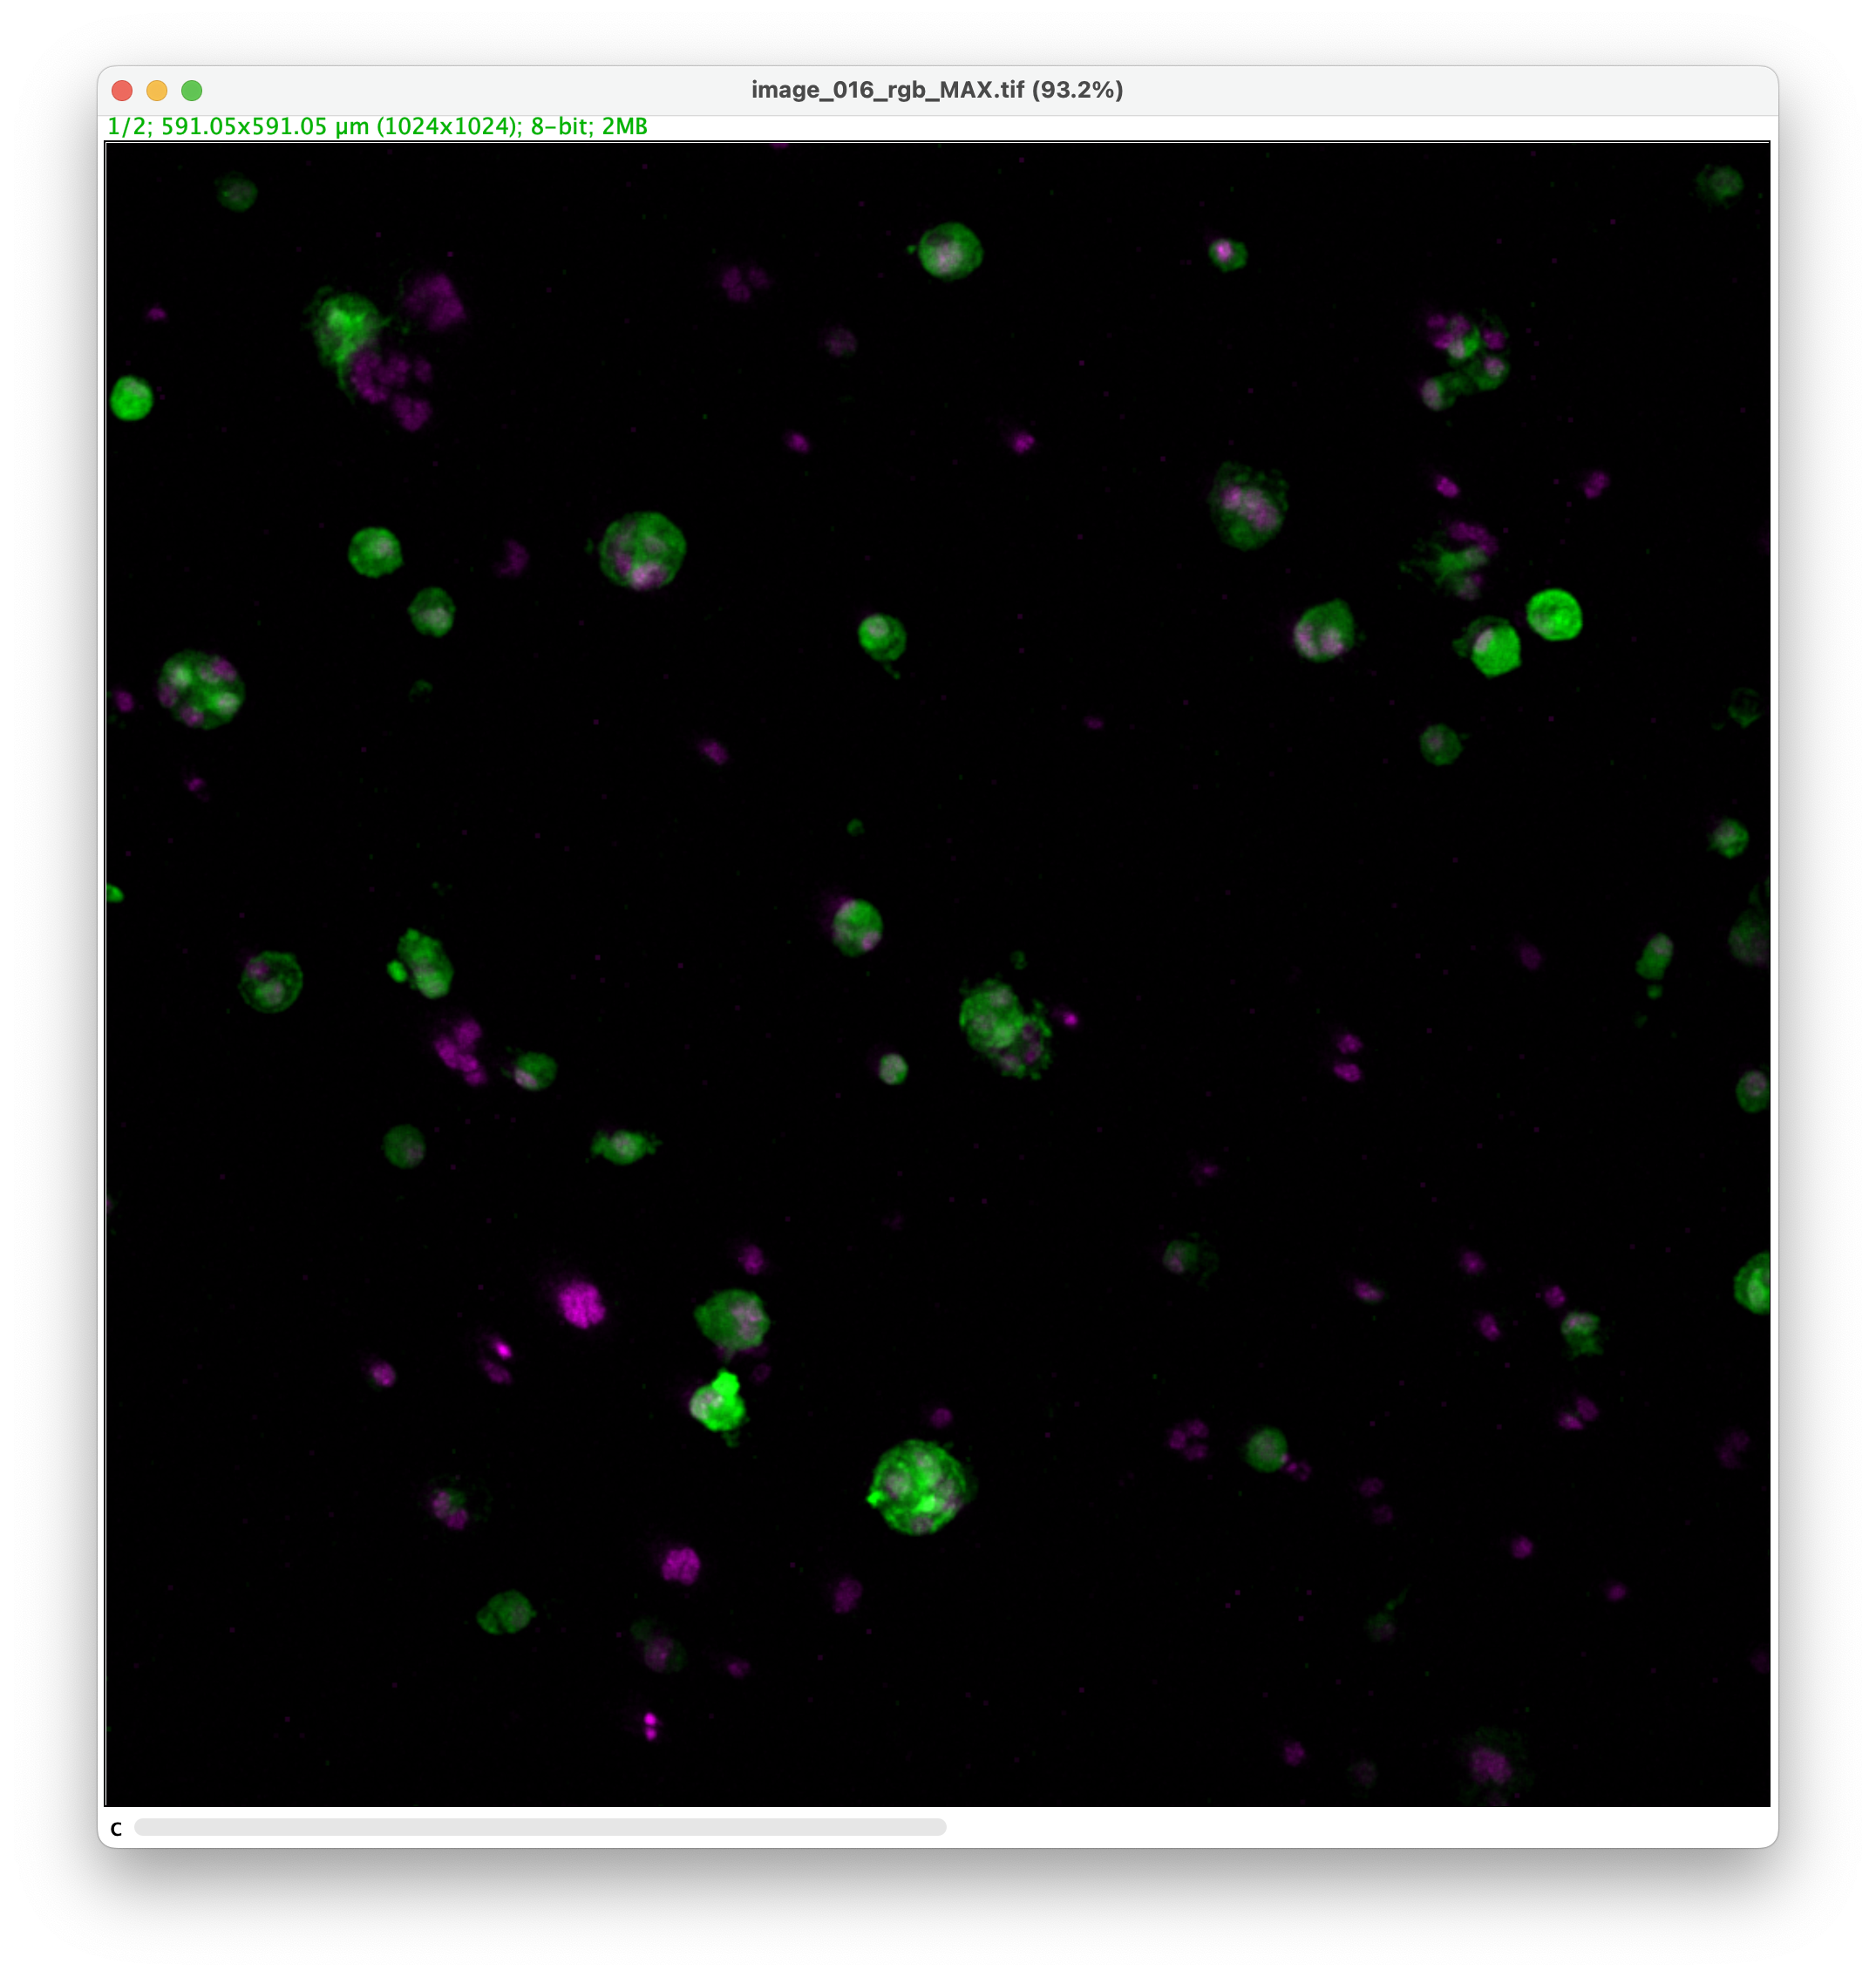 image_016_rgb_MAX.tif (93.2%)
1/2; 591.05x591.05 µm (1024x1024); 8-bit; 2MB
c